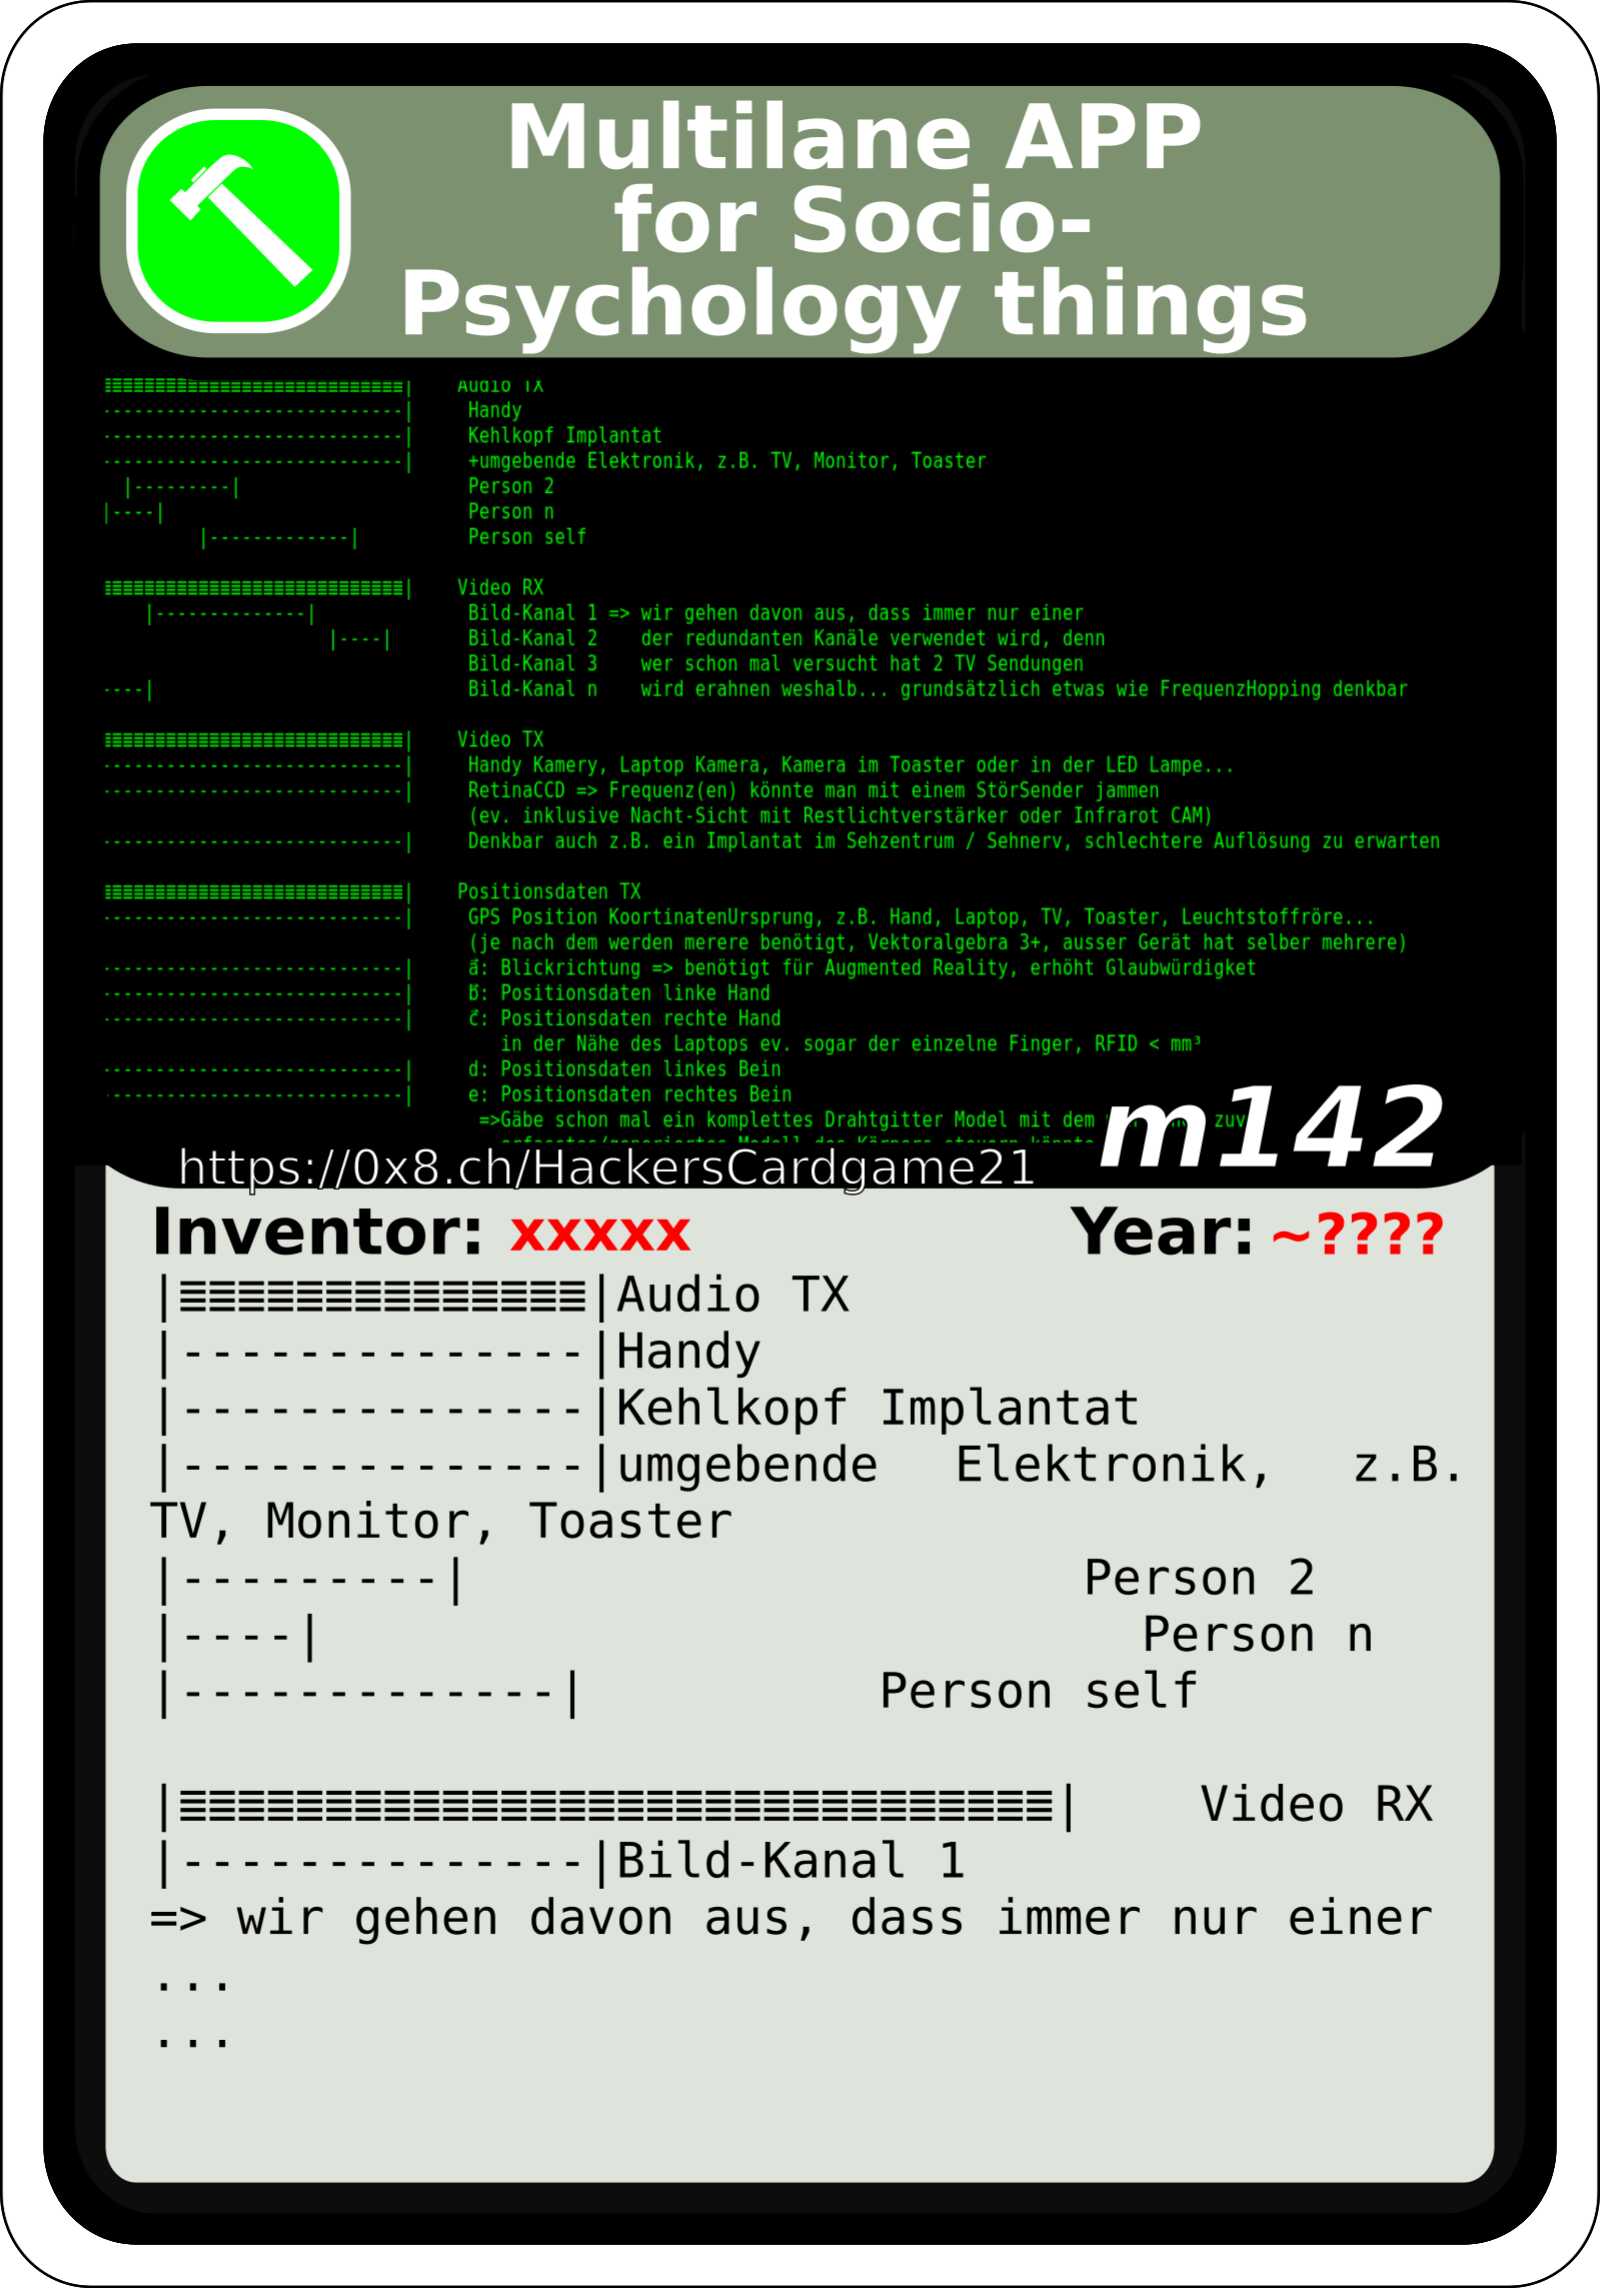 Multilane APP
for Socio-
Psychology things
≣≣≣≣≣≣≣≣≣≣≣≣≣≣≣≣≣≣≣≣≣≣≣≣≣≣≣≣| Audio TX
----------------------------| Handy
----------------------------| Kehlkopf Implantat
----------------------------| +umgebende Elektronik, z.B. TV, Monitor, Toaster
|---------| Person 2
|----| Person n
|-------------| Person self
≣≣≣≣≣≣≣≣≣≣≣≣≣≣≣≣≣≣≣≣≣≣≣≣≣≣≣≣| Video RX
|--------------| Bild-Kanal 1 => wir gehen davon aus, dass immer nur einer
|----| Bild-Kanal 2 der redundanten Kanäle verwendet wird, denn
Bild-Kanal 3 wer schon mal versucht hat 2 TV Sendungen
----| Bild-Kanal n wird erahnen weshalb... grundsätzlich etwas wie FrequenzHopping denkbar
≣≣≣≣≣≣≣≣≣≣≣≣≣≣≣≣≣≣≣≣≣≣≣≣≣≣≣≣| Video TX
----------------------------| Handy Kamery, Laptop Kamera, Kamera im Toaster oder in der LED Lampe...
----------------------------| RetinaCCD => Frequenz(en) könnte man mit einem StörSender jammen
(ev. inklusive Nacht-Sicht mit Restlichtverstärker oder Infrarot CAM)
----------------------------| Denkbar auch z.B. ein Implantat im Sehzentrum / Sehnerv, schlechtere Auflösung zu erwarten
≣≣≣≣≣≣≣≣≣≣≣≣≣≣≣≣≣≣≣≣≣≣≣≣≣≣≣≣| Positionsdaten TX
----------------------------| GPS Position KoortinatenUrsprung, z.B. Hand, Laptop, TV, Toaster, Leuchtstoffröre...
(je nach dem werden merere benötigt, Vektoralgebra 3+, ausser Gerät hat selber mehrere)
----------------------------| a⃗: Blickrichtung => benötigt für Augmented Reality, erhöht Glaubwürdigket
----------------------------| b⃗: Positionsdaten linke Hand
----------------------------| c⃗: Positionsdaten rechte Hand
in der Nähe des Laptops ev. sogar der einzelne Finger, RFID < mm³
----------------------------| d: Positionsdaten linkes Bein
----------------------------| e: Positionsdaten rechtes Bein
=>Gäbe schon mal ein komplettes Drahtgitter Model mit dem zuv
erfasstes/generiertes Modell des Körpers steuern könnte
m142
https://0x8.ch/HackersCardgame21
Inventor: xxxxx Year: ~????
|≣≣≣≣≣≣≣≣≣≣≣≣≣≣|Audio TX
|--------------|Handy
|--------------|Kehlkopf Implantat
|--------------|umgebende Elektronik, z.B.
TV, Monitor, Toaster
|---------| Person 2
|----| Person n
|-------------| Person self
|≣≣≣≣≣≣≣≣≣≣≣≣≣≣≣≣≣≣≣≣≣≣≣≣≣≣≣≣≣≣| Video RX
|--------------|Bild-Kanal 1
=> wir gehen davon aus, dass immer nur einer
...
...